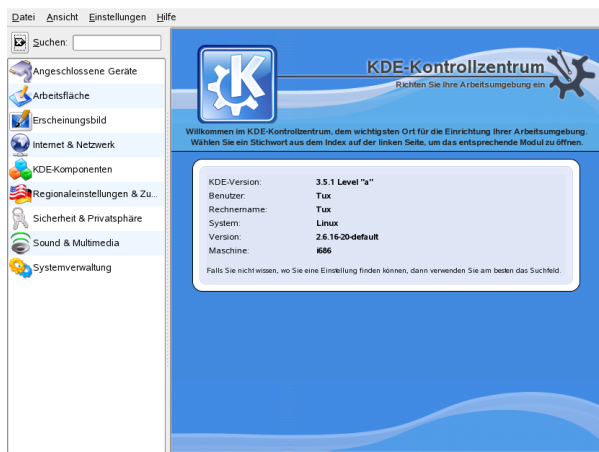 Datei Ansicht Einstellungen Hilfe
Suchen:
Angeschlossene Geräte
Arbeitsfläche
Erscheinungsbild
Internet & Netzwerk
KDE-Komponenten
Regionaleinstellungen & Zu...
Sicherheit & Privatsphäre
Sound & Multimedia
Systemverwaltung
KDE-Kontrollzentrum
Richten Sie Ihre Arbeitsumgebung ein
Willkommen im KDE-Kontrollzentrum, dem wichtigsten Ort für die Einrichtung Ihrer Arbeitsumgebung.
Wählen Sie ein Stichwort aus dem Index auf der linken Seite, um das entsprechende Modul zu öffnen.
KDE-Version: 3.5.1 Level "a"
Benutzer: Tux
Rechnername: Tux
System: Linux
Version: 2.6.16-20-default
Maschine: i686
Falls Sie nicht wissen, wo Sie eine Einstellung finden können, dann verwenden Sie am besten das Suchfeld.